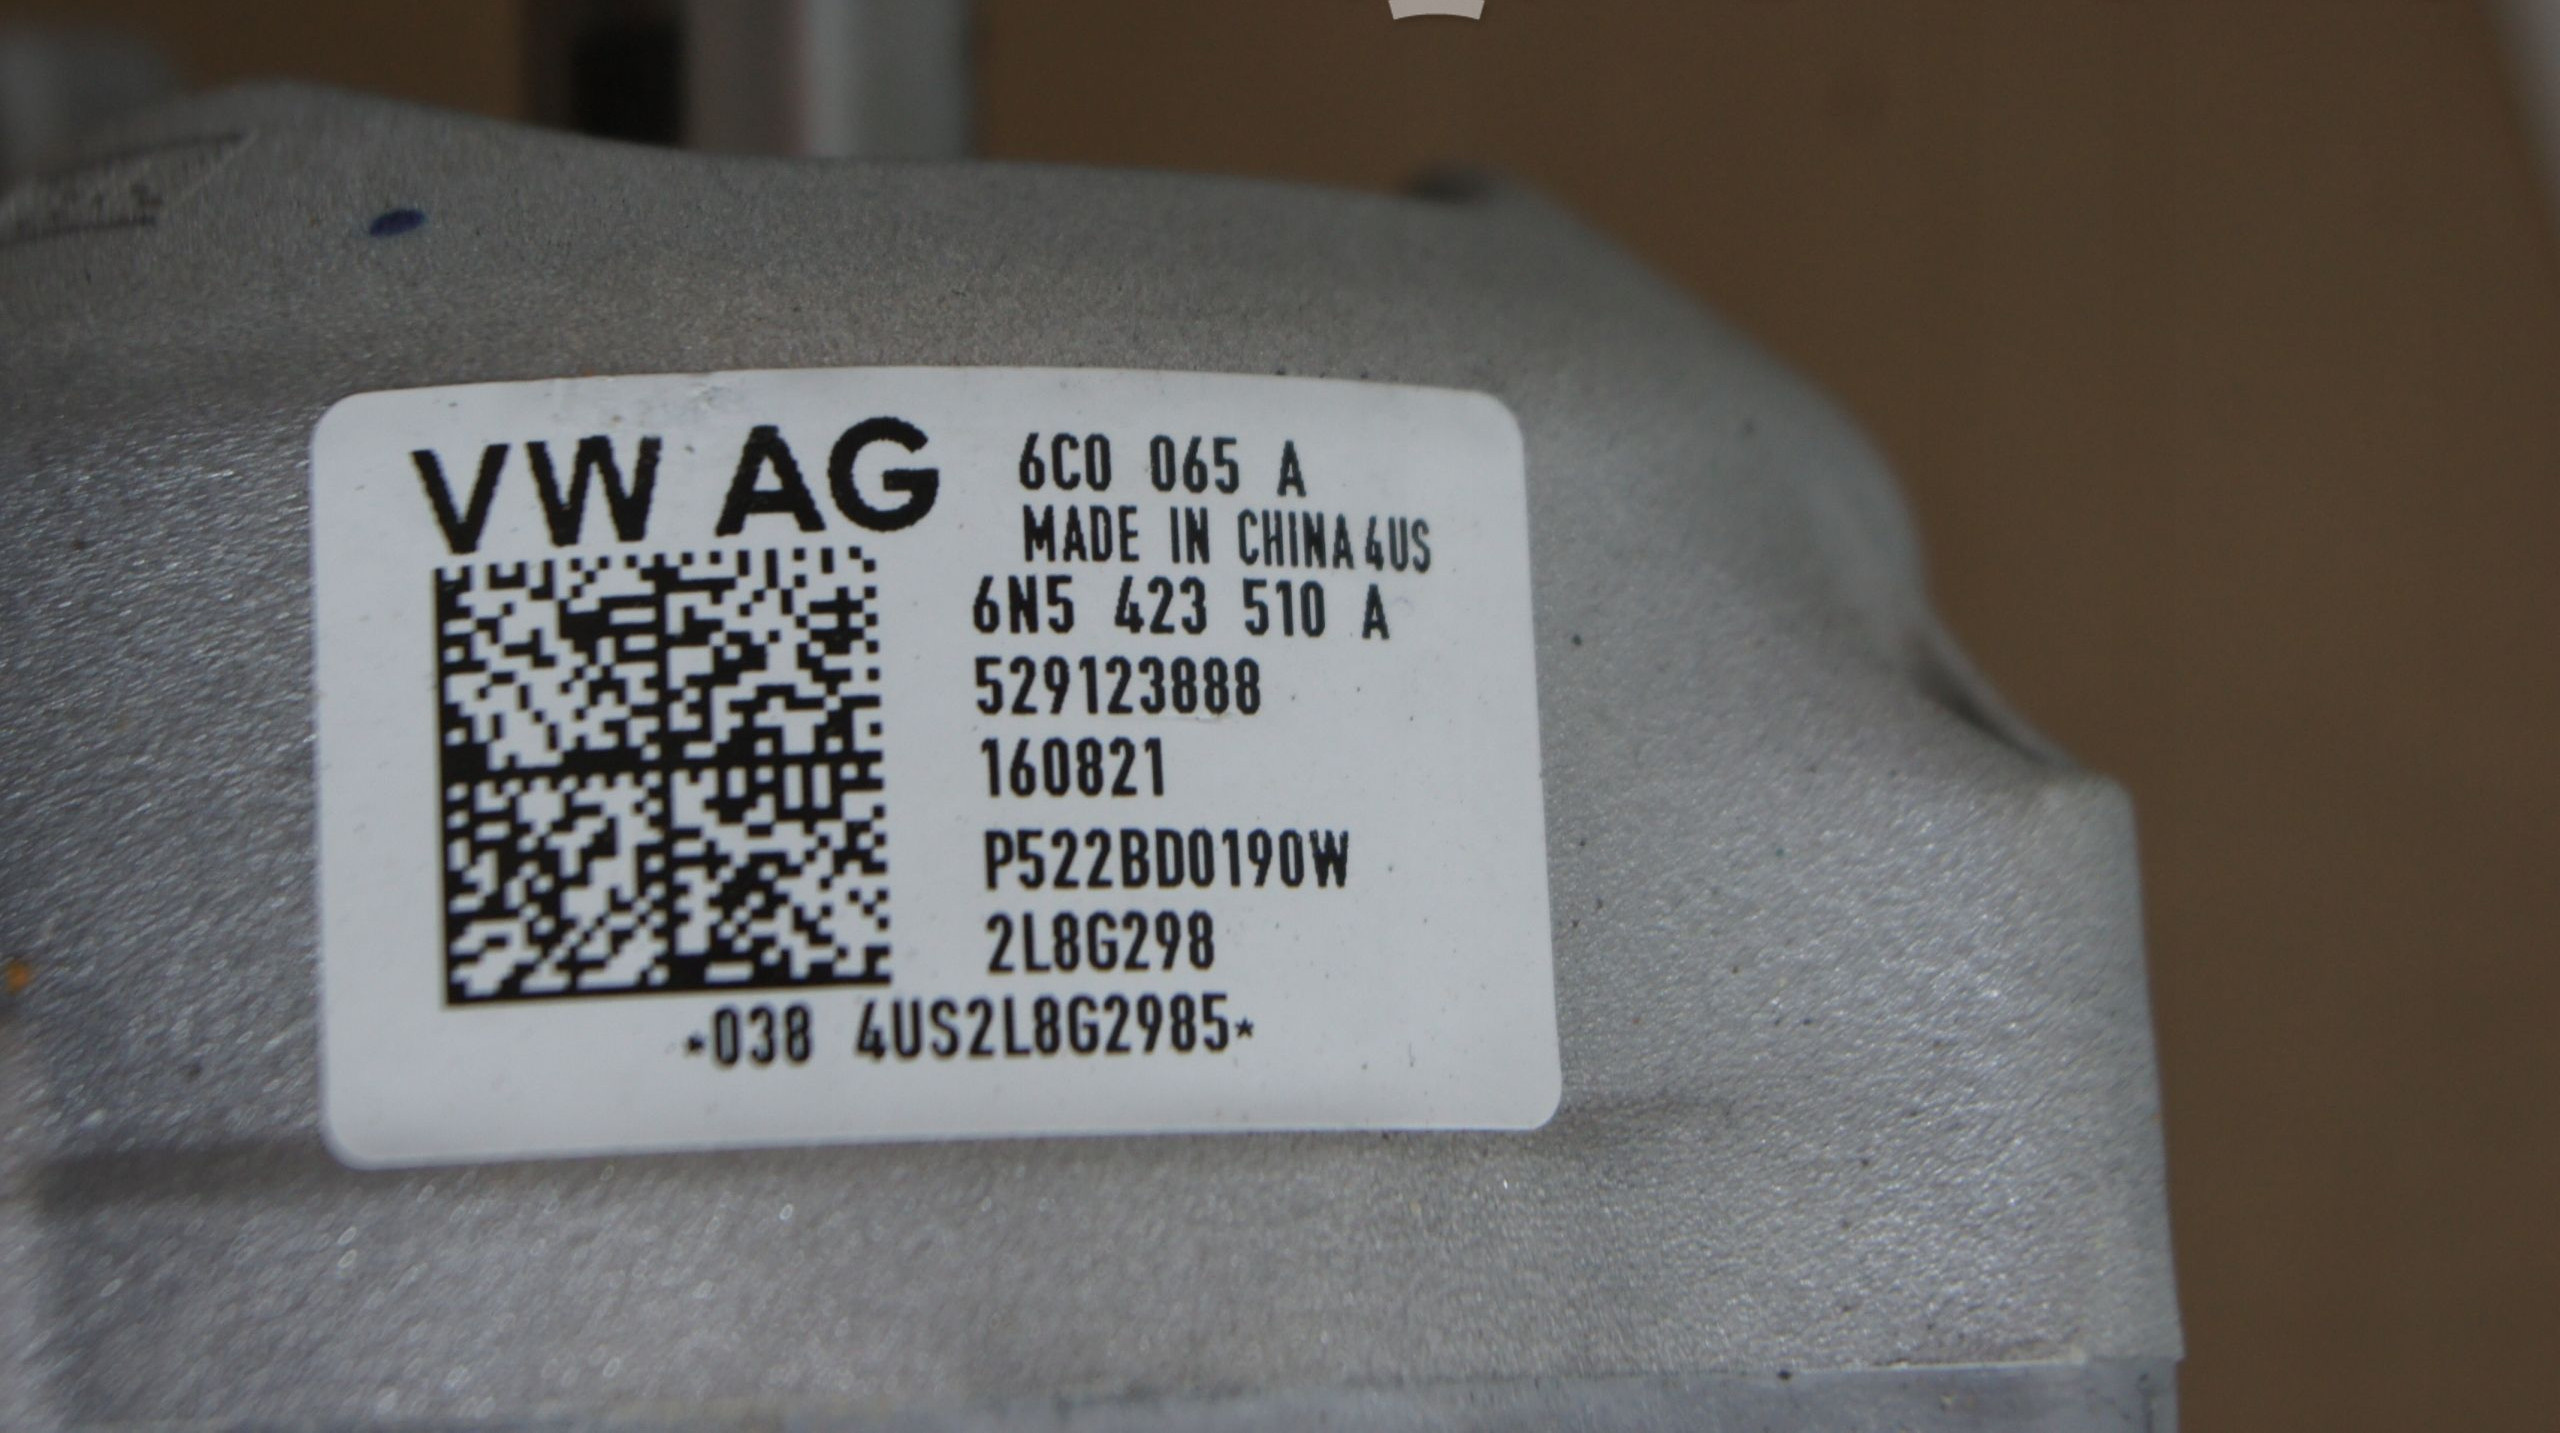 VW AG
6C0 065 A
MADE IN CHINA 4US
6N5 423 510 A
529123888
160821
P522BD0190W
2L8G298
*038 4US2L8G2985*